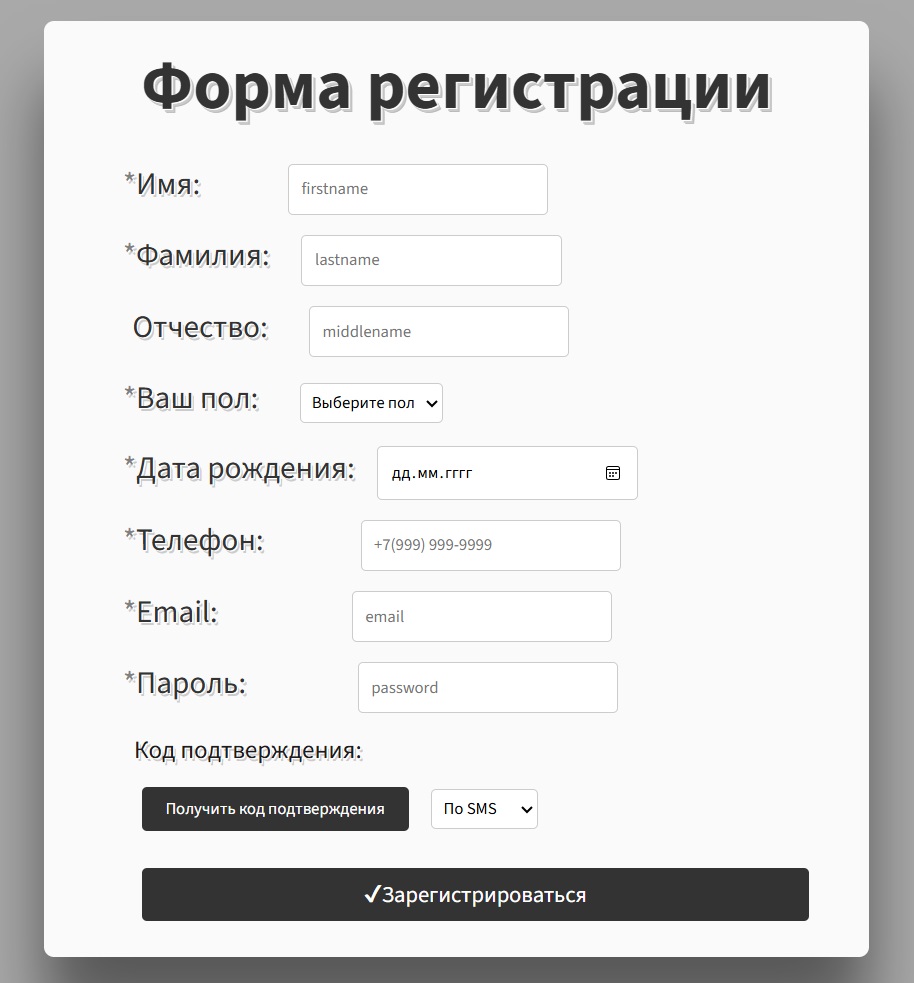 Форма регистрации
*Имя: firstname
*Фамилия: lastname
Отчество: middlename
*Ваш пол: Выберите пол
*Дата рождения: дд.мм.гггг
*Телефон: +7(999) 999-9999
*Email: email
*Пароль: password
Код подтверждения:
Получить код подтверждения По SMS
✔Зарегистрироваться